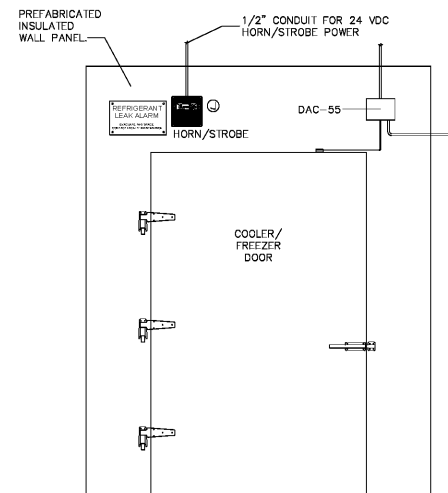 PREFABRICATED
INSULATED
WALL PANEL
1/2" CONDUIT FOR 24 VDC
HORN/STROBE POWER
REFRIGERANT
LEAK ALARM
HORN/STROBE
DAC-55
COOLER/
FREEZER
DOOR